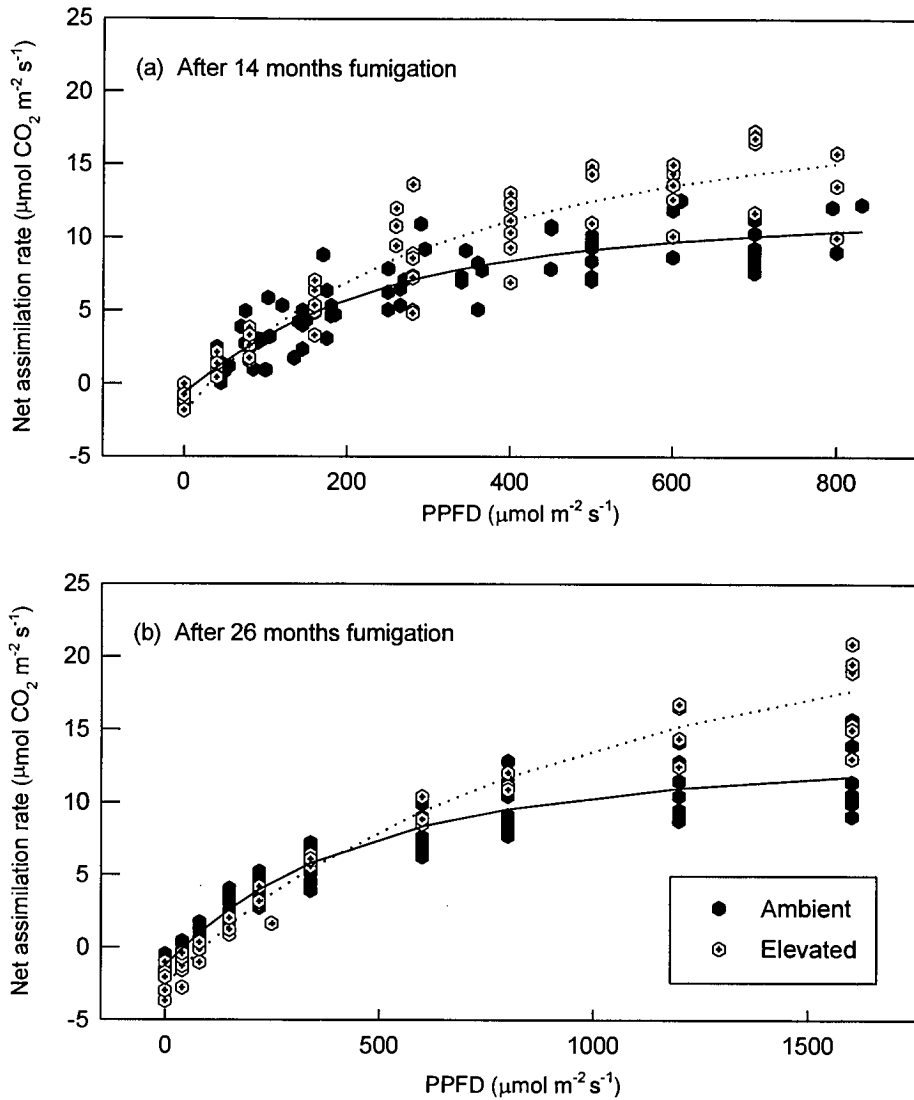 25
20
15
10
5
0
-5
Net assimilation rate (μmol CO₂ m⁻² s⁻¹)
(a) After 14 months fumigation
0 200 400 600 800
PPFD (μmol m⁻² s⁻¹)
25
20
15
10
5
0
-5
Net assimilation rate (μmol CO₂ m⁻² s⁻¹)
(b) After 26 months fumigation
Ambient
Elevated
0 500 1000 1500
PPFD (μmol m⁻² s⁻¹)